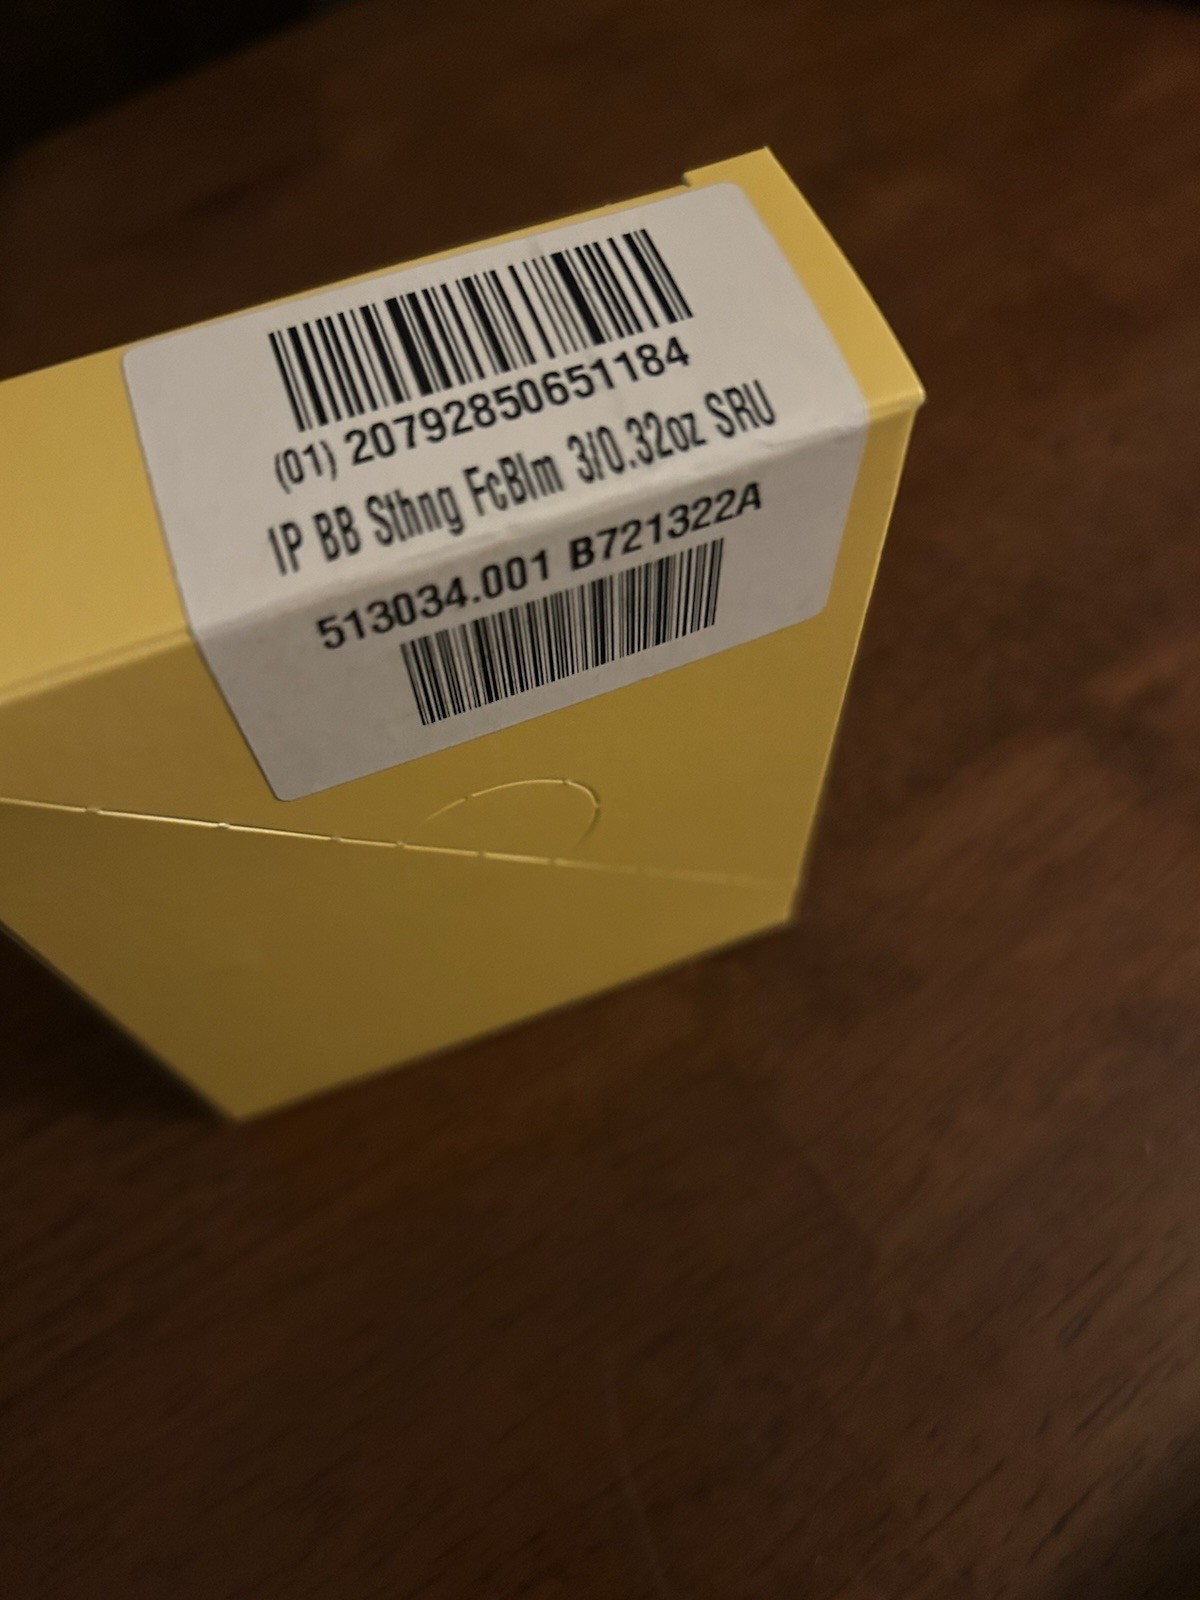 (01) 20792850651184
IP BB Sthng FcBlm 3/0.32oz SRU
513034.001 B721322A